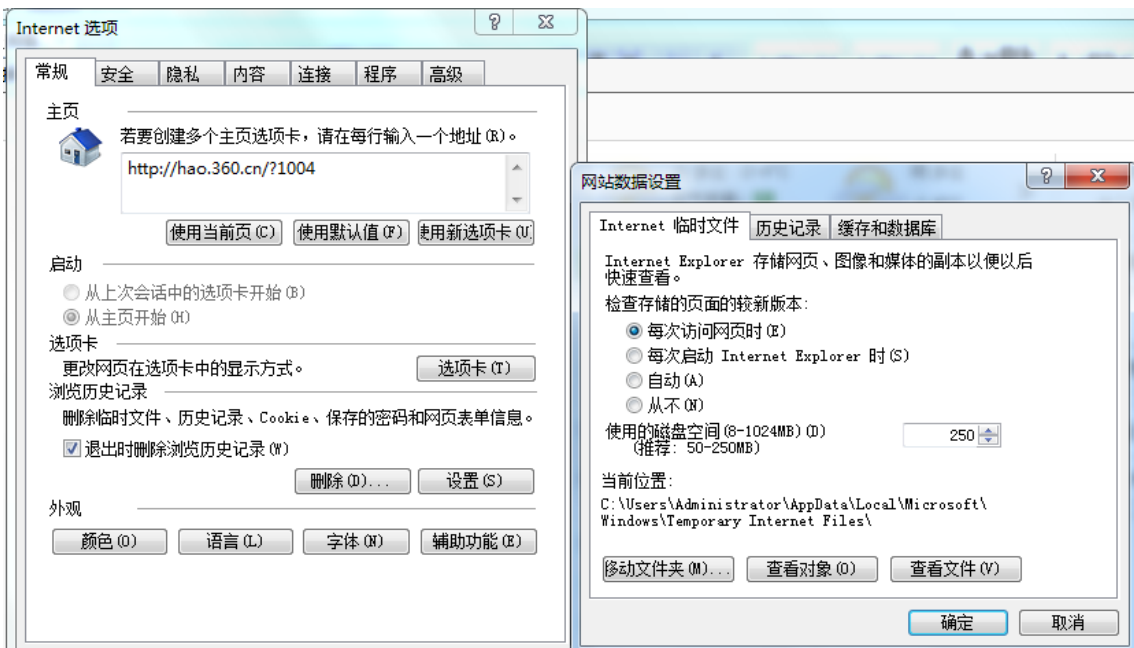 Internet 选项
常规 安全 隐私 内容 连接 程序 高级
主页
若要创建多个主页选项卡，请在每行输入一个地址(R)。
http://hao.360.cn/?1004
使用当前页(C) 使用默认值(F) 使用新选项卡(U)
启动
从上次会话中的选项卡开始(B)
从主页开始(H)
选项卡
更改网页在选项卡中的显示方式。 选项卡(T)
浏览历史记录
删除临时文件、历史记录、Cookie、保存的密码和网页表单信息。
退出时删除浏览历史记录(W)
删除(D)... 设置(S)
外观
颜色(O) 语言(L) 字体(N) 辅助功能(E)
网站数据设置
Internet 临时文件 历史记录 缓存和数据库
Internet Explorer 存储网页、图像和媒体的副本以便以后
快速查看。
检查存储的页面的较新版本:
每次访问网页时(E)
每次启动 Internet Explorer 时(S)
自动(A)
从不(N)
使用的磁盘空间(8-1024MB)(D) 250
(推荐: 50-250MB)
当前位置:
C:\Users\Administrator\AppData\Local\Microsoft\
Windows\Temporary Internet Files\
移动文件夹(M)... 查看对象(O) 查看文件(V)
确定 取消